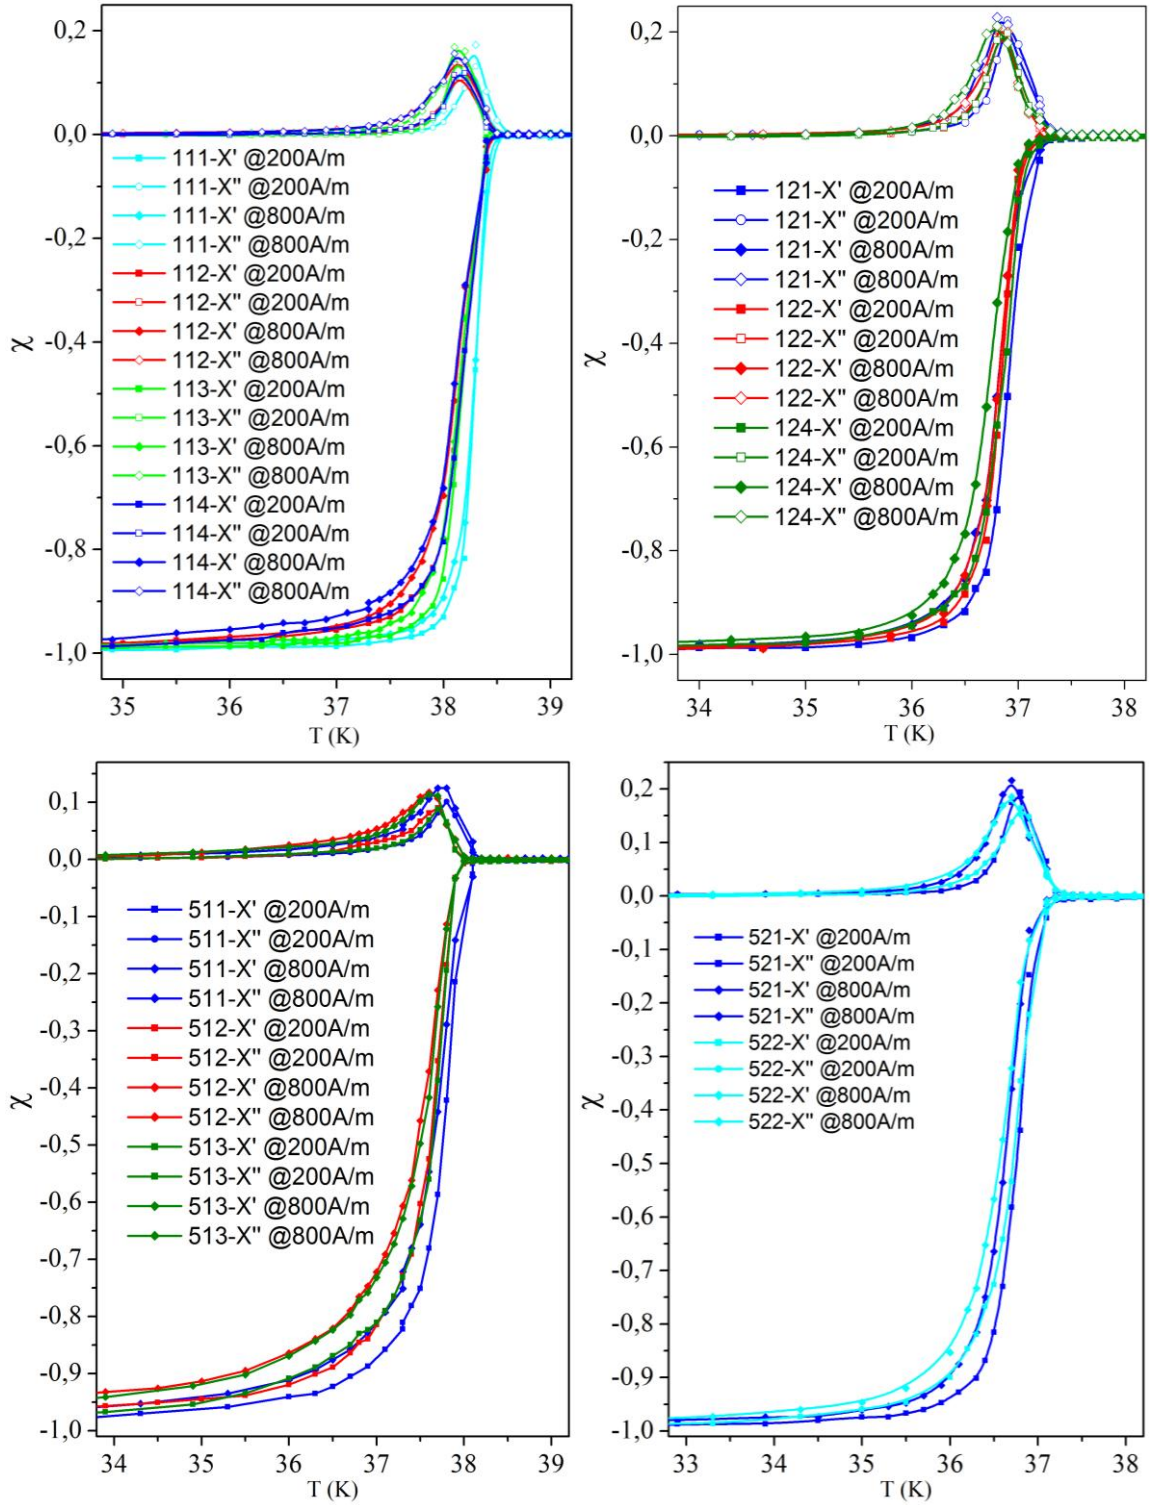 0,2
0,0
-0,2
-0,4
-0,6
-0,8
-1,0
χ
111-X' @200A/m
111-X" @200A/m
111-X' @800A/m
111-X" @800A/m
112-X' @200A/m
112-X" @200A/m
112-X' @800A/m
112-X" @800A/m
113-X' @200A/m
113-X" @200A/m
113-X' @800A/m
113-X" @800A/m
114-X' @200A/m
114-X" @200A/m
114-X' @800A/m
114-X" @800A/m
35 36 37 38 39
T (K)
0,2
0,0
-0,2
-0,4
-0,6
-0,8
-1,0
χ
121-X' @200A/m
121-X" @200A/m
121-X' @800A/m
121-X" @800A/m
122-X' @200A/m
122-X" @200A/m
122-X' @800A/m
122-X" @800A/m
124-X' @200A/m
124-X" @200A/m
124-X' @800A/m
124-X" @800A/m
34 35 36 37 38
T (K)
0,1
0,0
-0,1
-0,2
-0,3
-0,4
-0,5
-0,6
-0,7
-0,8
-0,9
-1,0
χ
511-X' @200A/m
511-X" @200A/m
511-X' @800A/m
511-X" @800A/m
512-X' @200A/m
512-X" @200A/m
512-X' @800A/m
512-X" @800A/m
513-X' @200A/m
513-X" @200A/m
513-X' @800A/m
513-X" @800A/m
34 35 36 37 38 39
T (K)
0,2
0,1
0,0
-0,1
-0,2
-0,3
-0,4
-0,5
-0,6
-0,7
-0,8
-0,9
-1,0
χ
521-X' @200A/m
521-X" @200A/m
521-X' @800A/m
521-X" @800A/m
522-X' @200A/m
522-X" @200A/m
522-X' @800A/m
522-X" @800A/m
33 34 35 36 37 38
T (K)